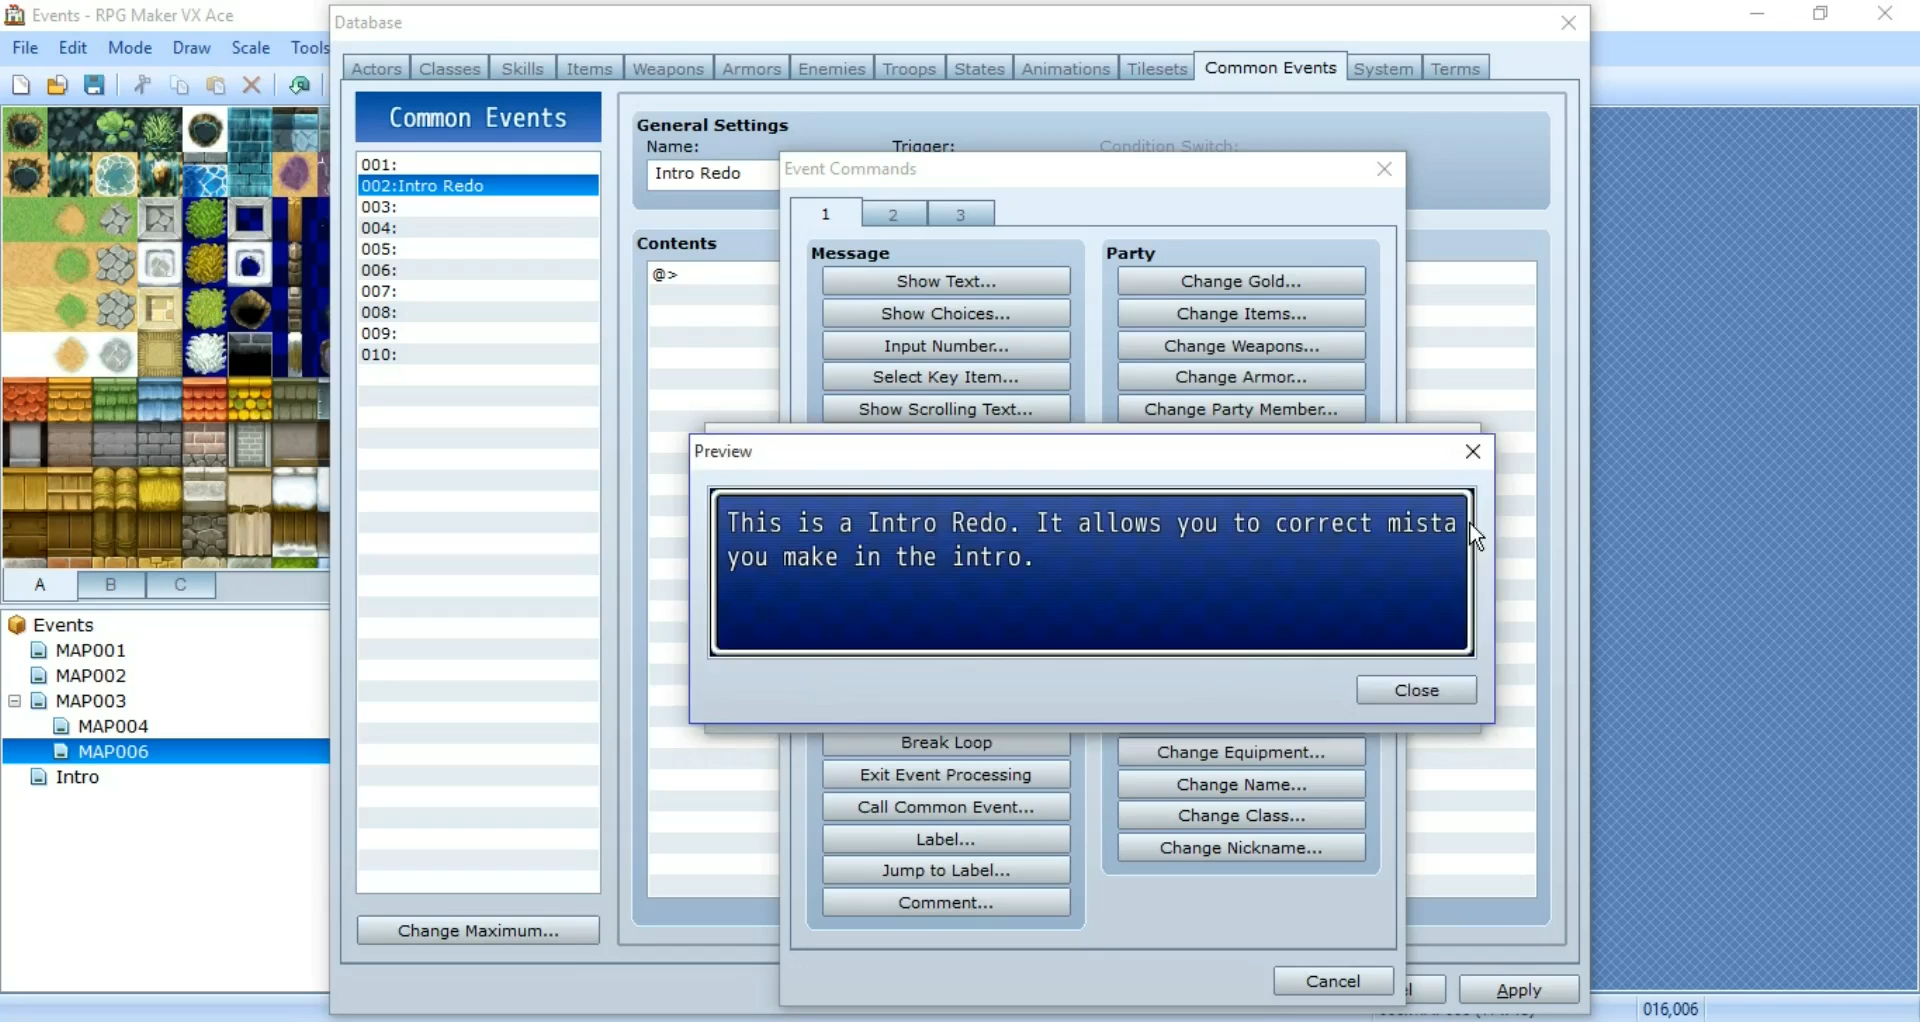 Events - RPG Maker VX Ace
File Edit Mode Draw Scale Tools
Database
Actors Classes Skills Items Weapons Armors Enemies Troops States Animations Tilesets Common Events System Terms
Common Events
001:
002:Intro Redo
003:
004:
005:
006:
007:
008:
009:
010:
Change Maximum...
General Settings
Name: Trigger: Condition Switch:
Intro Redo
Contents
@>
Event Commands
1 2 3
Message
Show Text...
Show Choices...
Input Number...
Select Key Item...
Show Scrolling Text...
Party
Change Gold...
Change Items...
Change Weapons...
Change Armor...
Change Party Member...
Preview
This is a Intro Redo. It allows you to correct mista
you make in the intro.
Close
Break Loop
Exit Event Processing
Call Common Event...
Label...
Jump to Label...
Comment...
Change Equipment...
Change Name...
Change Class...
Change Nickname...
Cancel
Apply
A B C
Events
MAP001
MAP002
MAP003
MAP004
MAP006
Intro
016,006